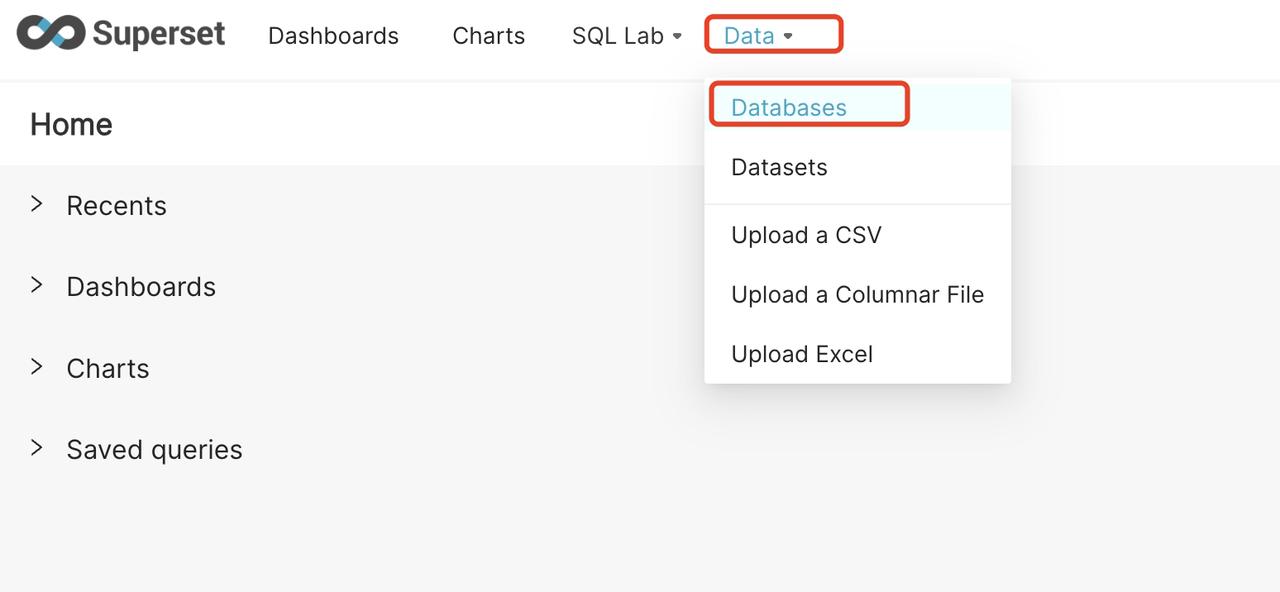 Superset Dashboards Charts SQL Lab Data
Databases
Home
Datasets
Recents
Upload a CSV
Dashboards
Upload a Columnar File
Upload Excel
Charts
Saved queries